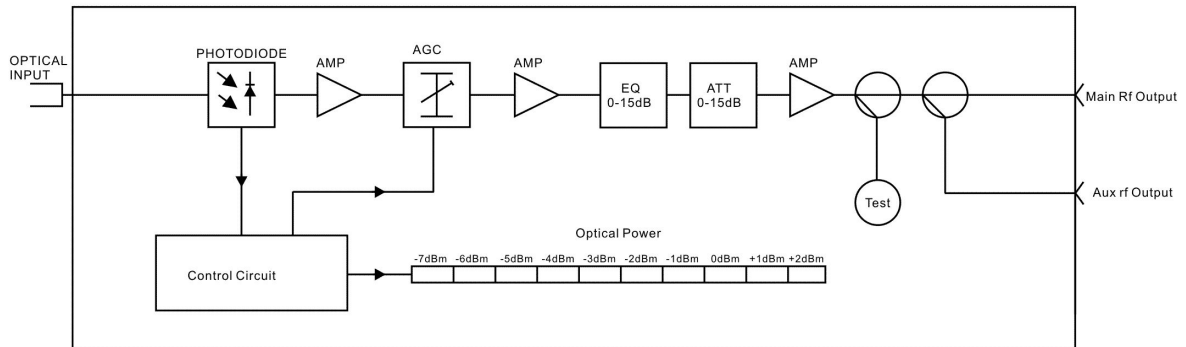 OPTICAL
INPUT
PHOTODIODE
AMP
AGC
AMP
EQ
0-15dB
ATT
0-15dB
AMP
Main Rf Output
Test
Aux rf Output
Control Circuit
Optical Power
-7dBm -6dBm -5dBm -4dBm -3dBm -2dBm -1dBm 0dBm +1dBm +2dBm